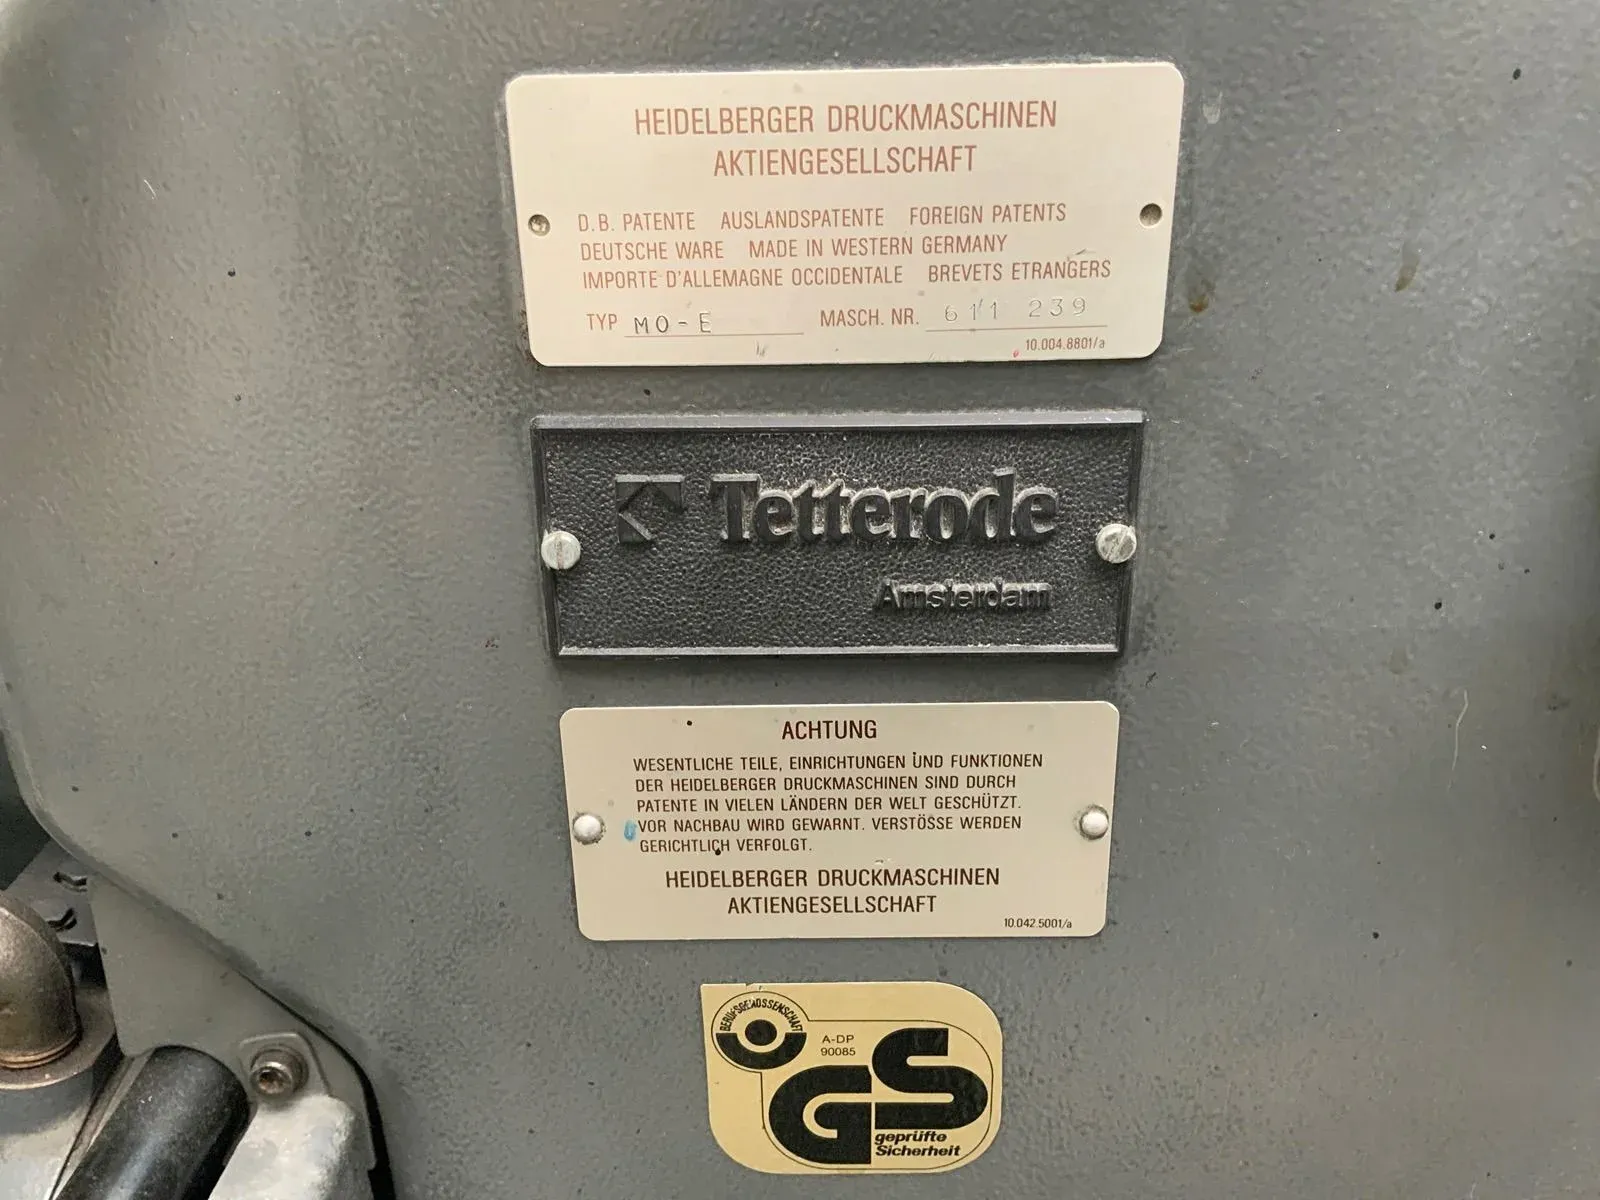 HEIDELBERGER DRUCKMASCHINEN
AKTIENGESELLSCHAFT
D.B. PATENTE AUSLANDSPATENTE FOREIGN PATENTS
DEUTSCHE WARE MADE IN WESTERN GERMANY
IMPORTE D'ALLEMAGNE OCCIDENTALE BREVETS ETRANGERS
TYP MO-E MASCH. NR. 611 239
10.004.8801/a
Tetterode
Amsterdam
ACHTUNG
WESENTLICHE TEILE, EINRICHTUNGEN UND FUNKTIONEN
DER HEIDELBERGER DRUCKMASCHINEN SIND DURCH
PATENTE IN VIELEN LÄNDERN DER WELT GESCHÜTZT.
VOR NACHBAU WIRD GEWARNT. VERSTÖSSE WERDEN
GERICHTLICH VERFOLGT.
HEIDELBERGER DRUCKMASCHINEN
AKTIENGESELLSCHAFT
10.042.5001/a
BERUFSGENOSSENSCHAFT
A-DP
90085
GS
geprüfte
Sicherheit